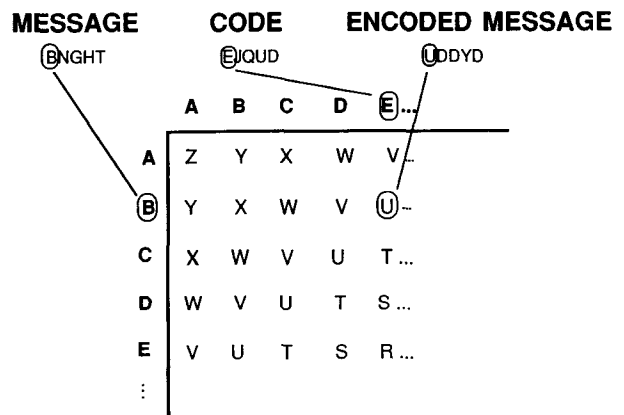 MESSAGE CODE ENCODED MESSAGE
BNGHT EJQUD UDDYD
A B C D E...
A Z Y X W V...
B Y X W V U...
C X W V U T...
D W V U T S...
E V U T S R...
⋮